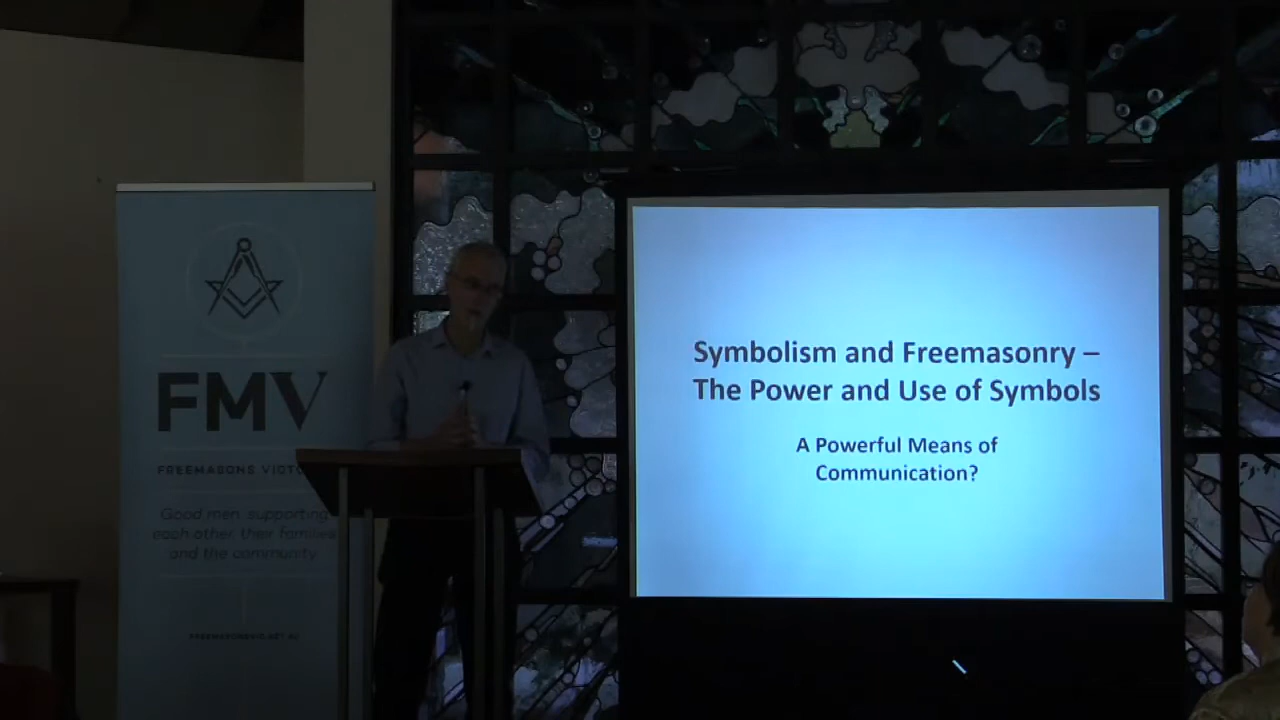 FMV
FREEMASONS VICTO
Good men supporting
each other, their families
and the community.
Symbolism and Freemasonry –
The Power and Use of Symbols
A Powerful Means of
Communication?